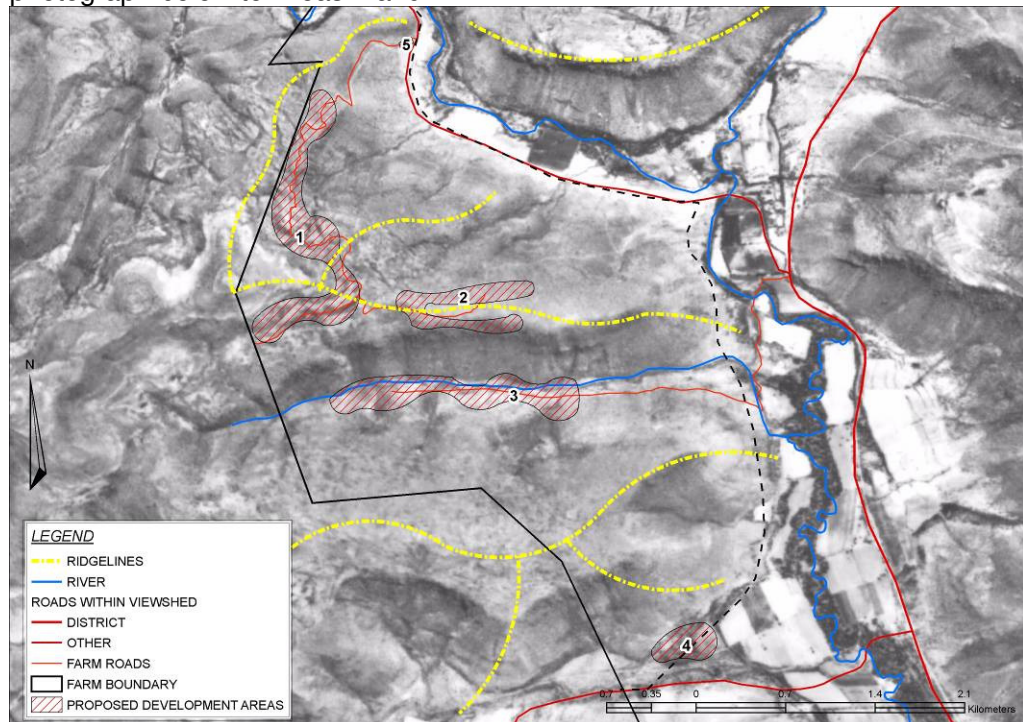 5
1
2
3
N
4
LEGEND
RIDGELINES
RIVER
ROADS WITHIN VIEWSHED
DISTRICT
OTHER
FARM ROADS
FARM BOUNDARY
PROPOSED DEVELOPMENT AREAS
0.7 0.35 0 0.7 1.4 2.1
Kilometers